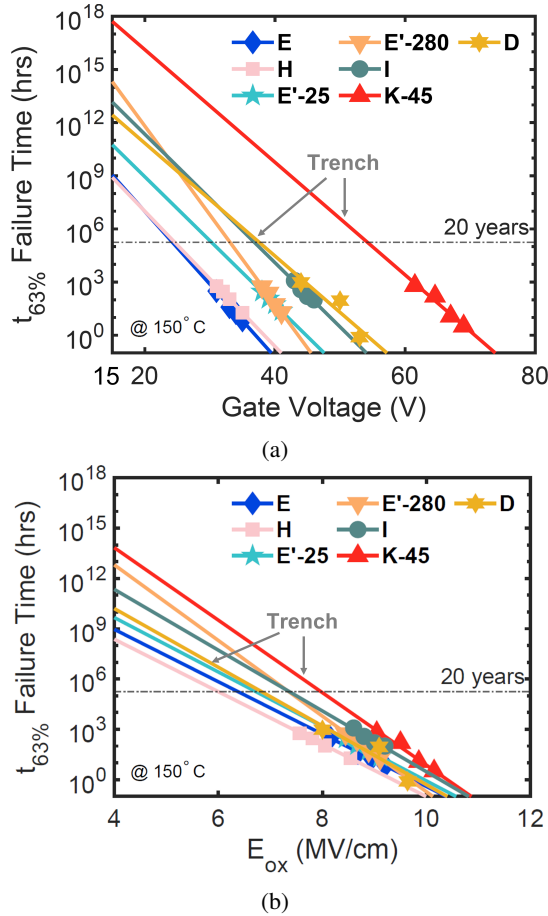 10^18
10^15
10^12
10^9
10^6
10^3
10^0
t_63% Failure Time (hrs)
E
E'-280
D
H
I
E'-25
K-45
Trench
20 years
@ 150°C
15 20 40 60 80
Gate Voltage (V)
(a)
10^18
10^15
10^12
10^9
10^6
10^3
10^0
t_63% Failure Time (hrs)
E
E'-280
D
H
I
E'-25
K-45
Trench
20 years
@ 150°C
4 6 8 10 12
E_ox (MV/cm)
(b)